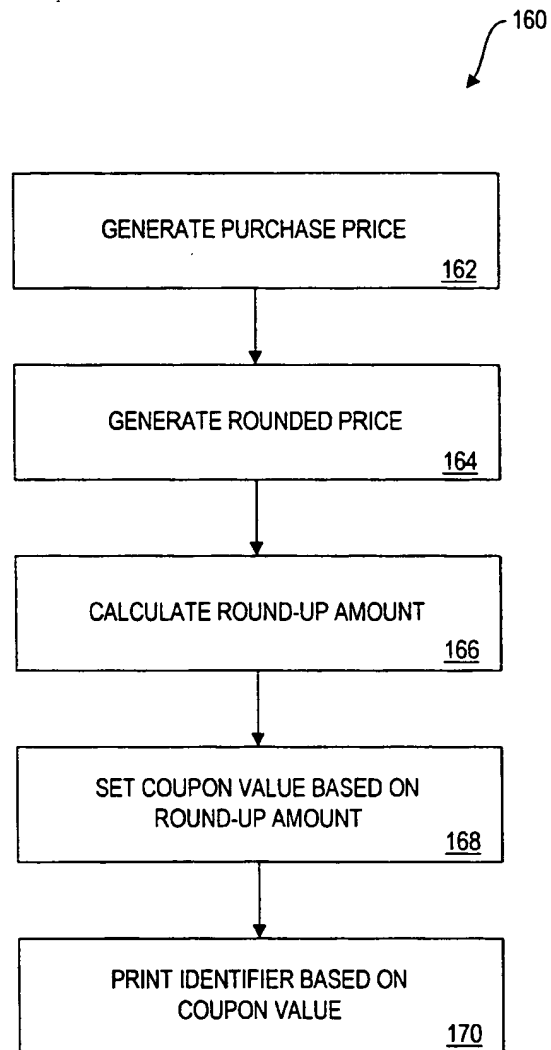 160
GENERATE PURCHASE PRICE
162
GENERATE ROUNDED PRICE
164
CALCULATE ROUND-UP AMOUNT
166
SET COUPON VALUE BASED ON
ROUND-UP AMOUNT
168
PRINT IDENTIFIER BASED ON
COUPON VALUE
170